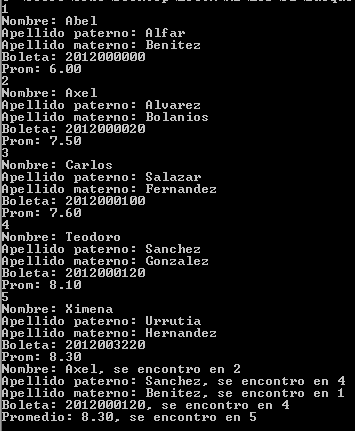 1
Nombre: Abel
Apellido paterno: Alfar
Apellido materno: Benitez
Boleta: 2012000000
Prom: 6.00
2
Nombre: Axel
Apellido paterno: Alvarez
Apellido materno: Bolanios
Boleta: 2012000020
Prom: 7.50
3
Nombre: Carlos
Apellido paterno: Salazar
Apellido materno: Fernandez
Boleta: 2012000100
Prom: 7.60
4
Nombre: Teodoro
Apellido paterno: Sanchez
Apellido materno: Gonzalez
Boleta: 2012000120
Prom: 8.10
5
Nombre: Ximena
Apellido paterno: Urrutia
Apellido materno: Hernandez
Boleta: 2012003220
Prom: 8.30
Nombre: Axel, se encontro en 2
Apellido paterno: Sanchez, se encontro en 4
Apellido materno: Benitez, se encontro en 1
Boleta: 2012000120, se encontro en 4
Promedio: 8.30, se encontro en 5